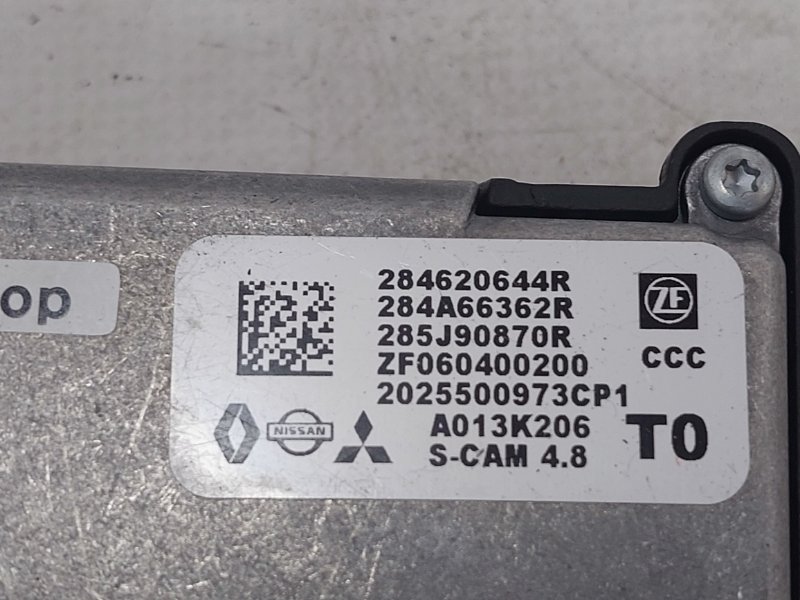 op
284620644R
284A66362R
285J90870R
ZF060400200
2025500973CP1
A013K206
S-CAM 4.8
ZF
CCC
T0
NISSAN